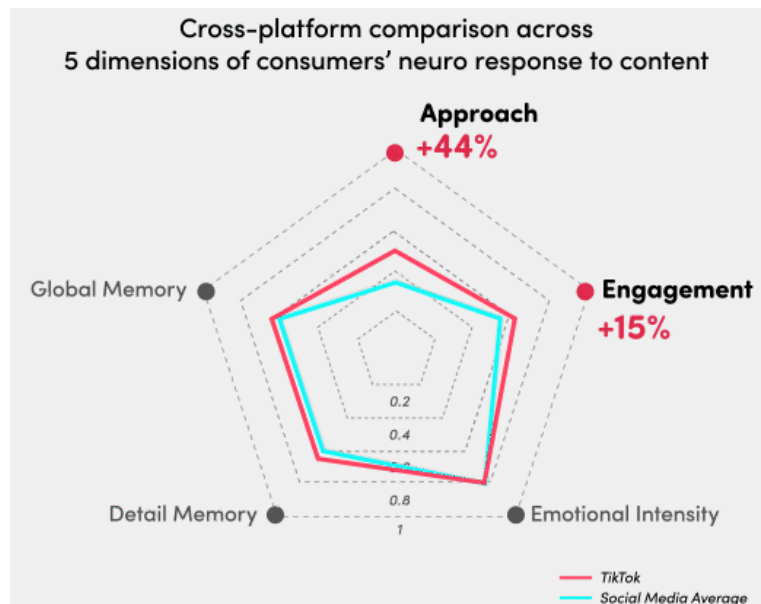 Cross-platform comparison across
5 dimensions of consumers' neuro response to content
Approach
+44%
Global Memory
Engagement
+15%
0.2
0.4
0.8
1
Detail Memory
Emotional Intensity
TikTok
Social Media Average